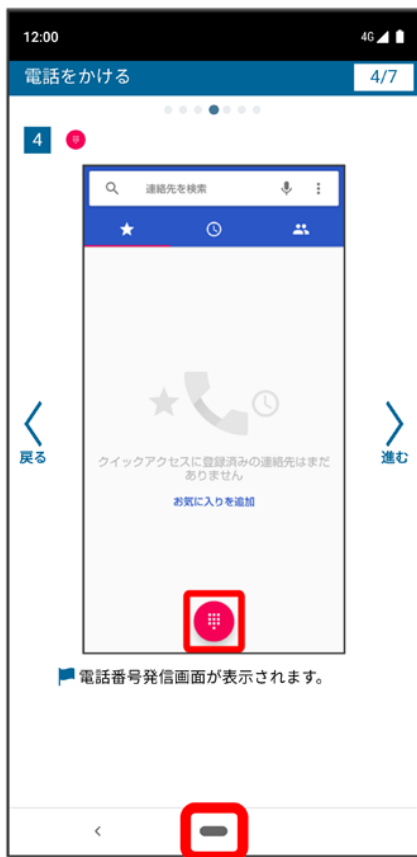 12:00
4G
電話をかける
4/7
4
連絡先を検索
戻る
進む
クイックアクセスに登録済みの連絡先はまだ
ありません
お気に入りを追加
電話番号発信画面が表示されます。